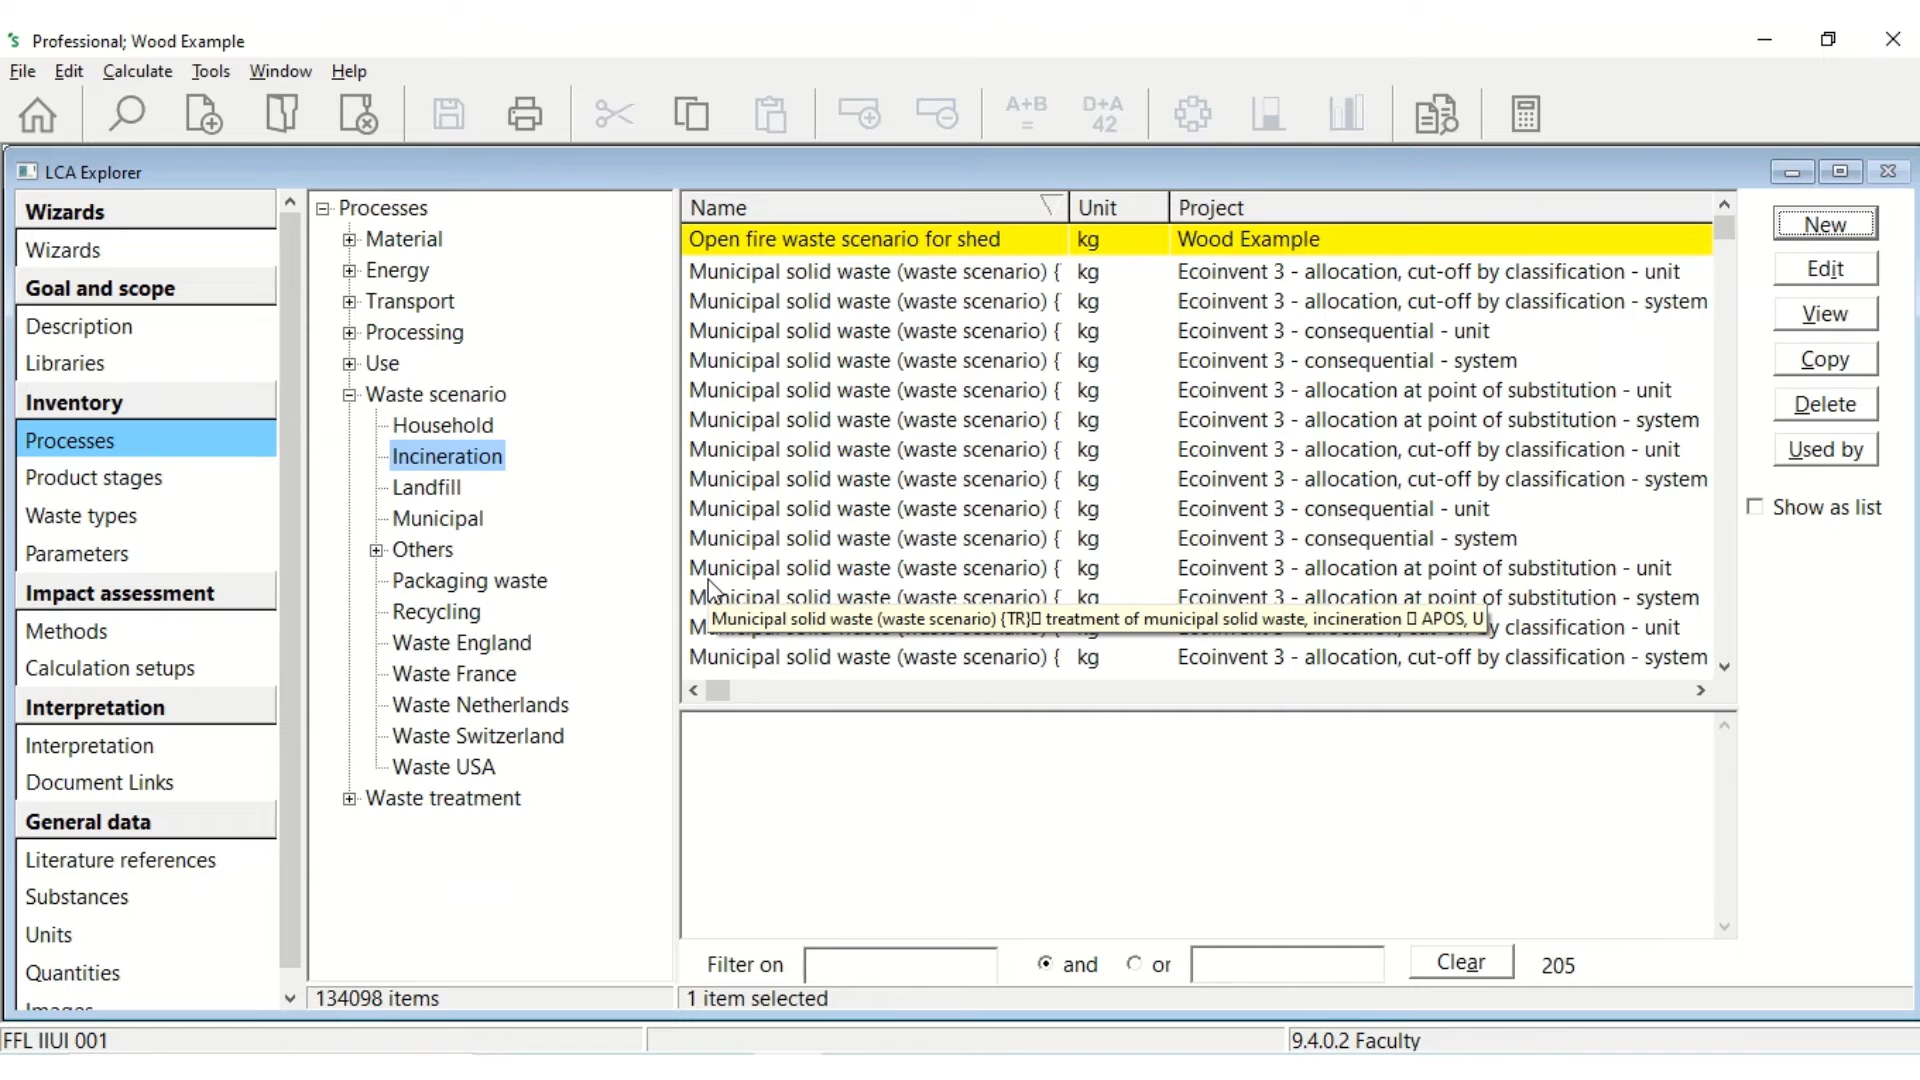 Professional; Wood Example
File Edit Calculate Tools Window Help
A+B
=
D+A
42
LCA Explorer
Wizards
Wizards
Goal and scope
Description
Libraries
Inventory
Processes
Product stages
Waste types
Parameters
Impact assessment
Methods
Calculation setups
Interpretation
Interpretation
Document Links
General data
Literature references
Substances
Units
Quantities
Images
Processes
Material
Energy
Transport
Processing
Use
Waste scenario
Household
Incineration
Landfill
Municipal
Others
Packaging waste
Recycling
Waste England
Waste France
Waste Netherlands
Waste Switzerland
Waste USA
Waste treatment
134098 items
Name Unit Project
Open fire waste scenario for shed kg Wood Example
Municipal solid waste (waste scenario) { kg Ecoinvent 3 - allocation, cut-off by classification - unit
Municipal solid waste (waste scenario) { kg Ecoinvent 3 - allocation, cut-off by classification - system
Municipal solid waste (waste scenario) { kg Ecoinvent 3 - consequential - unit
Municipal solid waste (waste scenario) { kg Ecoinvent 3 - consequential - system
Municipal solid waste (waste scenario) { kg Ecoinvent 3 - allocation at point of substitution - unit
Municipal solid waste (waste scenario) { kg Ecoinvent 3 - allocation at point of substitution - system
Municipal solid waste (waste scenario) { kg Ecoinvent 3 - allocation, cut-off by classification - unit
Municipal solid waste (waste scenario) { kg Ecoinvent 3 - allocation, cut-off by classification - system
Municipal solid waste (waste scenario) { kg Ecoinvent 3 - consequential - unit
Municipal solid waste (waste scenario) { kg Ecoinvent 3 - consequential - system
Municipal solid waste (waste scenario) { kg Ecoinvent 3 - allocation at point of substitution - unit
Municipal solid waste (waste scenario) { kg Ecoinvent 3 - allocation at point of substitution - system
Municipal solid waste (waste scenario) {TR}▯ treatment of municipal solid waste, incineration ▯ APOS, U
by classification - unit
Municipal solid waste (waste scenario) { kg Ecoinvent 3 - allocation, cut-off by classification - system
Filter on and or Clear 205
1 item selected
New
Edit
View
Copy
Delete
Used by
Show as list
FFL IIUI 001
9.4.0.2 Faculty